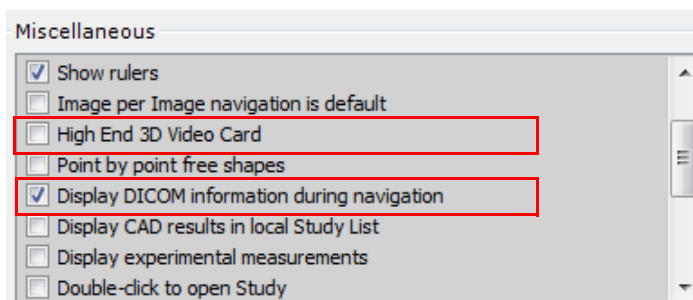 Miscellaneous
Show rulers
Image per Image navigation is default
High End 3D Video Card
Point by point free shapes
Display DICOM information during navigation
Display CAD results in local Study List
Display experimental measurements
Double-click to open Study